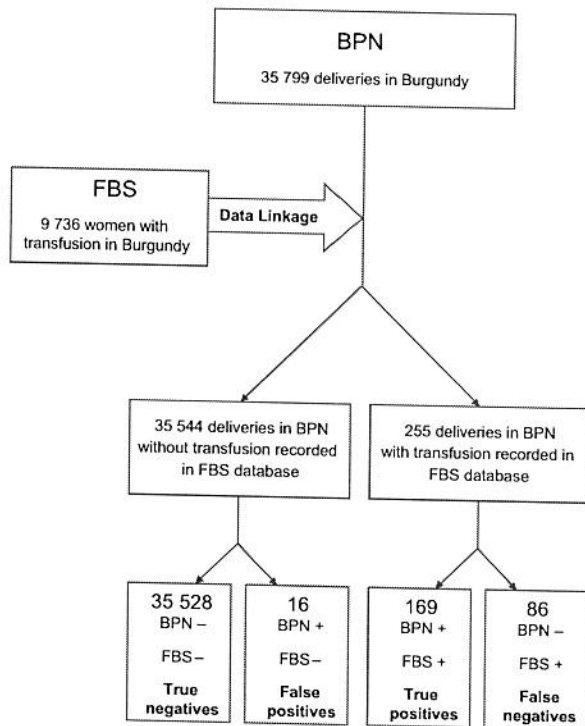 BPN
35 799 deliveries in Burgundy
FBS
9 736 women with
transfusion in Burgundy
Data Linkage
35 544 deliveries in BPN
without transfusion recorded
in FBS database
255 deliveries in BPN
with transfusion recorded in
FBS database
35 528
BPN –
FBS –
True
negatives
16
BPN +
FBS –
False
positives
169
BPN +
FBS +
True
positives
86
BPN –
FBS +
False
negatives